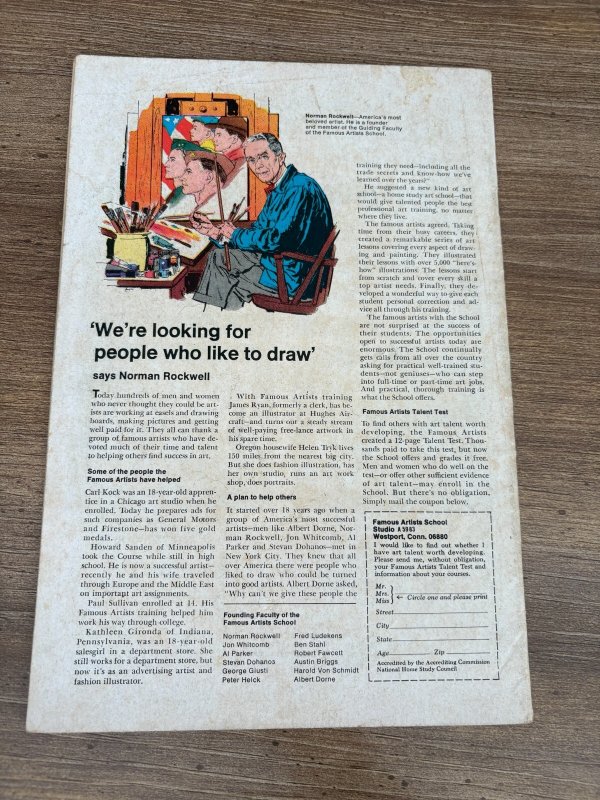 Norman Rockwell—America's most
beloved artist. He is a founder
and member of the Guiding Faculty
of the Famous Artists School.
'We're looking for
people who like to draw'
says Norman Rockwell
Today hundreds of men and women
who never thought they could be art-
ists are working at easels and drawing
boards, making pictures and getting
well paid for it. They all can thank a
group of famous artists who have de-
voted much of their time and talent
to helping others find success in art.
Some of the people the
Famous Artists have helped
Carl Kock was an 18-year-old appren-
tice in a Chicago art studio when he
enrolled. Today he prepares ads for
such companies as General Motors
and Firestone—has won five gold
medals.
Howard Sanden of Minneapolis
took the Course while still in high
school. He is now a successful artist—
recently he and his wife traveled
through Europe and the Middle East
on important art assignments.
Paul Sullivan enrolled at 14. His
Famous Artists training helped him
work his way through college.
Kathleen Gironda of Indiana,
Pennsylvania, was an 18-year-old
salesgirl in a department store. She
still works for a department store, but
now it's as an advertising artist and
fashion illustrator.
With Famous Artists training
James Ryan, formerly a clerk, has be-
come an illustrator at Hughes Air-
craft—and turns out a steady stream
of well-paying free-lance artwork in
his spare time.
Oregon housewife Helen Tryk lives
150 miles from the nearest big city.
But she does fashion illustration, has
her own studio, runs an art work
shop, does portraits.
A plan to help others
It started over 18 years ago when a
group of America's most successful
artists—men like Albert Dorne, Nor-
man Rockwell, Jon Whitcomb, Al
Parker and Stevan Dohanos—met in
New York City. They knew that all
over America there were people who
liked to draw who could be turned
into good artists. Albert Dorne asked,
"Why can't we give these people the
Founding Faculty of the
Famous Artists School
Norman Rockwell
Jon Whitcomb
Al Parker
Stevan Dohanos
George Giusti
Peter Helck
Fred Ludekens
Ben Stahl
Robert Fawcett
Austin Briggs
Harold Von Schmidt
Albert Dorne
training they need—including all the
trade secrets and know-how we've
learned over the years?"
He suggested a new kind of art
school—a home study art school—that
would give talented people the best
professional art training, no matter
where they live.
The famous artists agreed. Taking
time from their busy careers, they
created a remarkable series of art
lessons covering every aspect of draw-
ing and painting. They illustrated
their lessons with over 5,000 "here's-
how" illustrations. The lessons start
from scratch and cover every skill a
top artist needs. Finally, they de-
veloped a wonderful way to give each
student personal correction and ad-
vice all through his training.
The famous artists with the School
are not surprised at the success of
their students. The opportunities
open to successful artists today are
enormous. The School continually
gets calls from all over the country
asking for practical well-trained stu-
dents—not geniuses—who can step
into full-time or part-time art jobs.
And practical, thorough training is
what the School offers.
Famous Artists Talent Test
To find others with art talent worth
developing, the Famous Artists
created a 12-page Talent Test. Thou-
sands paid to take this test, but now
the School offers and grades it free.
Men and women who do well on the
test—or offer other sufficient evidence
of art talent—may enroll in the
School. But there's no obligation.
Simply mail the coupon below.
Famous Artists School
Studio A 3983
Westport, Conn. 06880
I would like to find out whether I
have art talent worth developing.
Please send me, without obligation,
your Famous Artists Talent Test and
information about your courses.
Mr.
Mrs. ← Circle one and please print
Miss
Street
City
State
Age Zip
Accredited by the Accrediting Commission
National Home Study Council